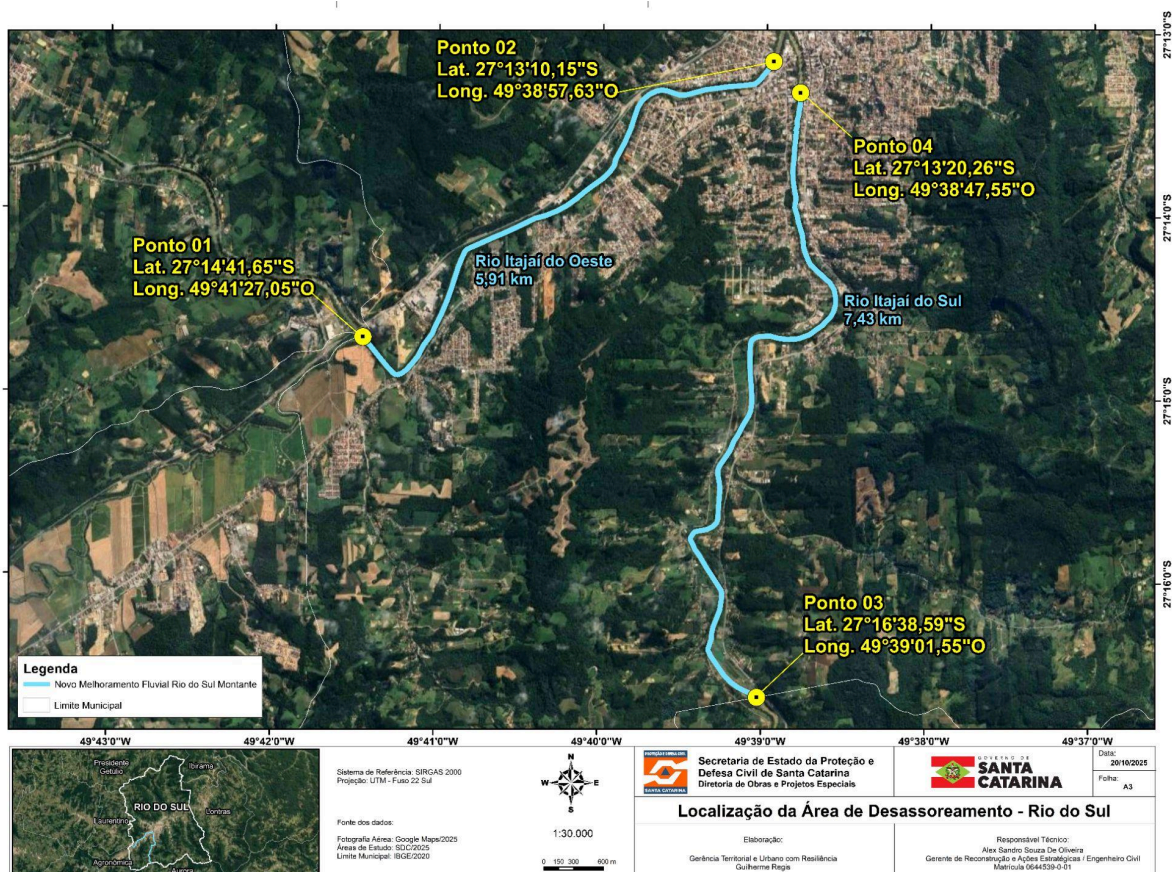 Ponto 02
Lat. 27°13'10,15"S
Long. 49°38'57,63"O
Ponto 04
Lat. 27°13'20,26"S
Long. 49°38'47,55"O
Ponto 01
Lat. 27°14'41,65"S
Long. 49°41'27,05"O
Rio Itajaí do Oeste
5,91 km
Rio Itajaí do Sul
7,43 km
Ponto 03
Lat. 27°16'38,59"S
Long. 49°39'01,55"O
27°13'0"S
27°14'0"S
27°15'0"S
27°16'0"S
Legenda
Novo Melhoramento Fluvial Rio do Sul Montante
Limite Municipal
49°43'0"W
49°42'0"W
49°41'0"W
49°40'0"W
49°39'0"W
49°38'0"W
49°37'0"W
Presidente
Getúlio
Ibirama
RIO DO SUL
Lontras
Laurentino
Agronômica
Aurora
Sistema de Referência: SIRGAS 2000
Projeção: UTM - Fuso 22 Sul
Fonte dos dados:
Fotografia Aérea: Google Maps/2025
Áreas de Estudo: SDC/2025
Limite Municipal: IBGE/2020
N
W
E
S
1:30.000
0 150 300 600 m
PROTEÇÃO E DEFESA CIVIL
SANTA CATARINA
Secretaria de Estado da Proteção e
Defesa Civil de Santa Catarina
Diretoria de Obras e Projetos Especiais
GOVERNO DE
SANTA
CATARINA
Data:
20/10/2025
Folha:
A3
Localização da Área de Desassoreamento - Rio do Sul
Elaboração:
Gerência Territorial e Urbano com Resiliência
Guilherme Regis
Responsável Técnico:
Alex Sandro Souza De Oliveira
Gerente de Reconstrução e Ações Estratégicas / Engenheiro Civil
Matrícula 0644539-0-01